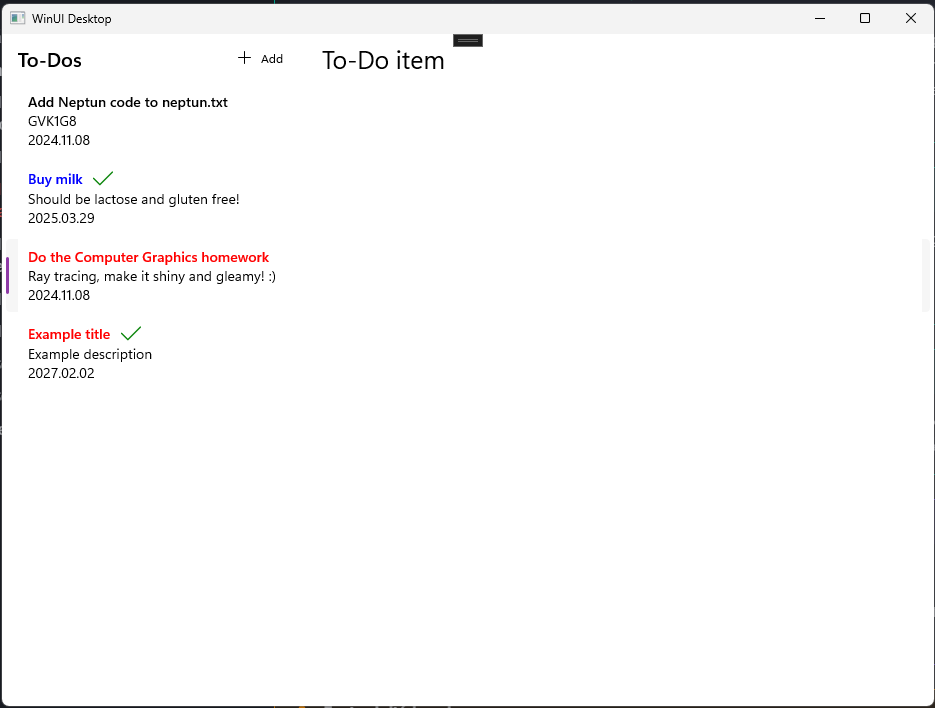 WinUI Desktop
To-Dos
Add
To-Do item
Add Neptun code to neptun.txt
GVK1G8
2024.11.08
Buy milk
Should be lactose and gluten free!
2025.03.29
Do the Computer Graphics homework
Ray tracing, make it shiny and gleamy! :)
2024.11.08
Example title
Example description
2027.02.02